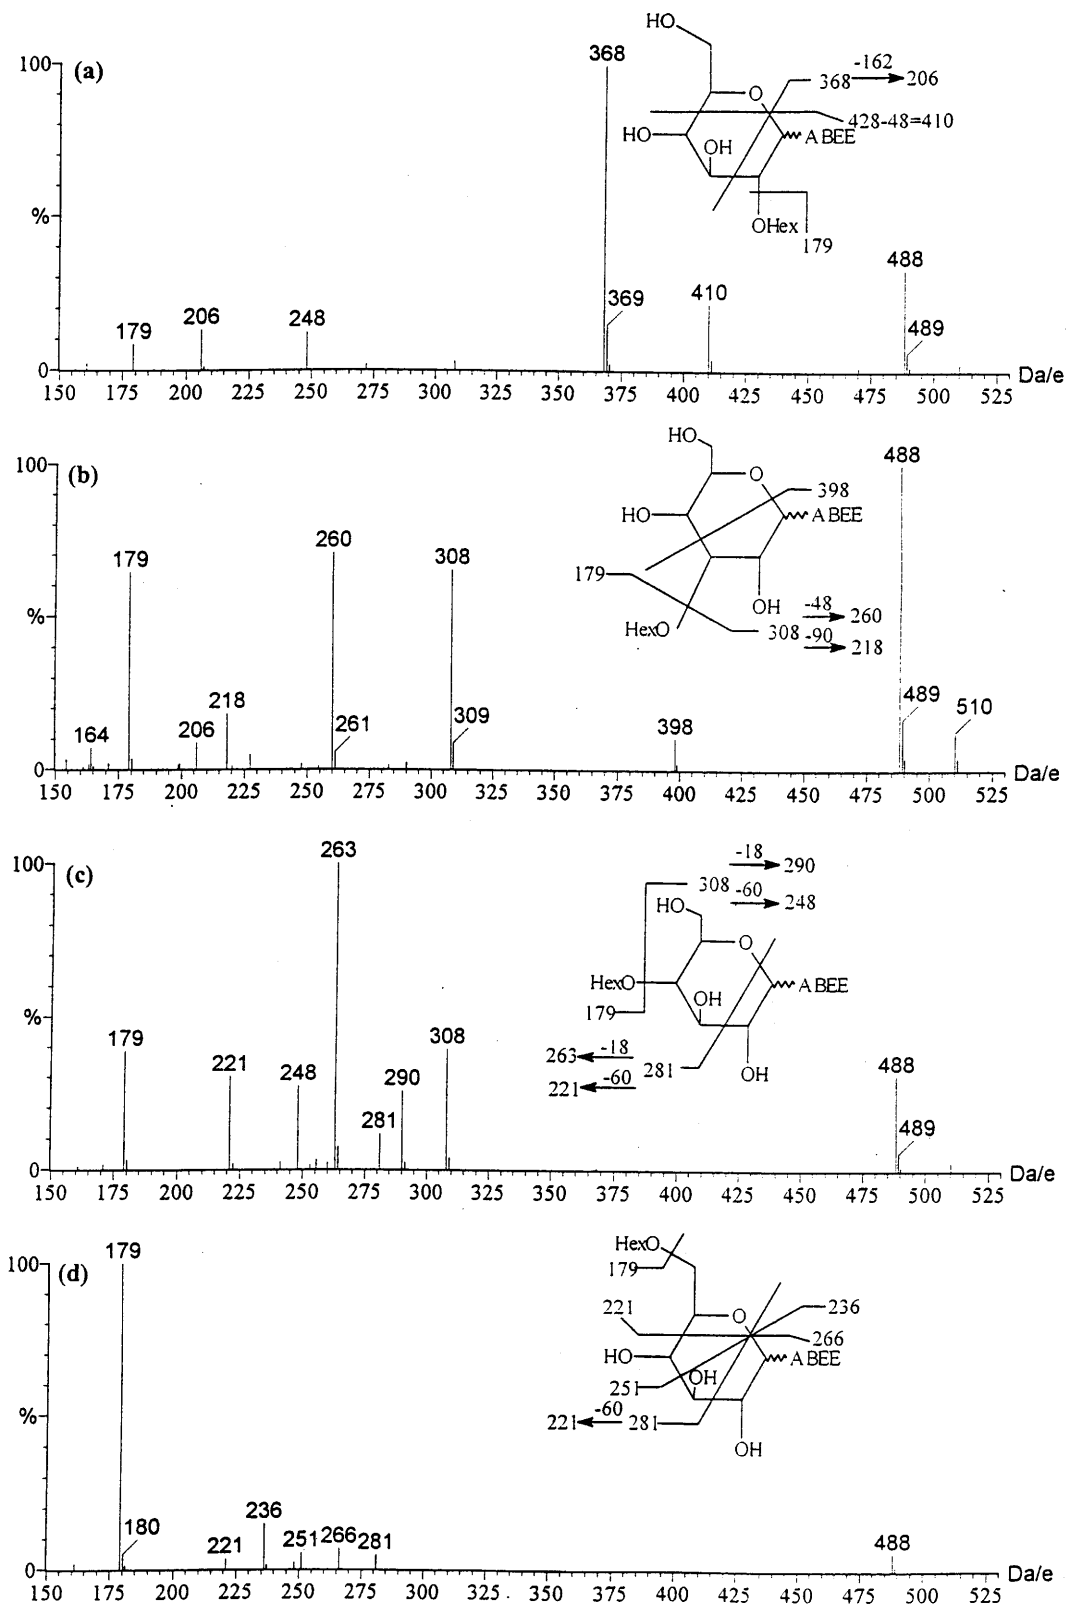 HO
100
(a)
368
-162
368 206
O
428-48=410
HO
OH
ABEE
%
OHex
179
488
410
369
489
206
248
179
0
150 175 200 225 250 275 300 325 350 375 400 425 450 475 500 525
Da/e
HO
100
(b)
488
O
398
HO
ABEE
260
308
179
179
OH
-48
260
%
HexO
308
-90
218
218
489
510
398
261
309
206
164
0
150 175 200 225 250 275 300 325 350 375 400 425 450 475 500 525
Da/e
263
100
(c)
-18
290
308
-60
248
HO
O
HexO
OH
ABEE
179
%
179
308
263
-18
281
221
-60
OH
221
248
290
488
281
489
0
150 175 200 225 250 275 300 325 350 375 400 425 450 475 500 525
Da/e
179
HexO
100
(d)
179
221
O
236
266
HO
ABEE
OH
251
%
221
-60
281
OH
236
180
251
266
281
221
488
0
150 175 200 225 250 275 300 325 350 375 400 425 450 475 500 525
Da/e